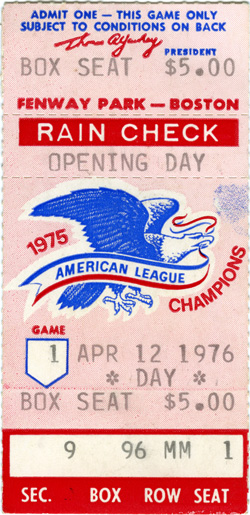 ADMIT ONE — THIS GAME ONLY
SUBJECT TO CONDITIONS ON BACK
PRESIDENT
BOX SEAT $5.00
FENWAY PARK — BOSTON
RAIN CHECK
OPENING DAY
1975
AMERICAN LEAGUE
CHAMPIONS
GAME
1 APR 12 1976
* DAY *
BOX SEAT $5.00
9 96 MM 1
SEC. BOX ROW SEAT